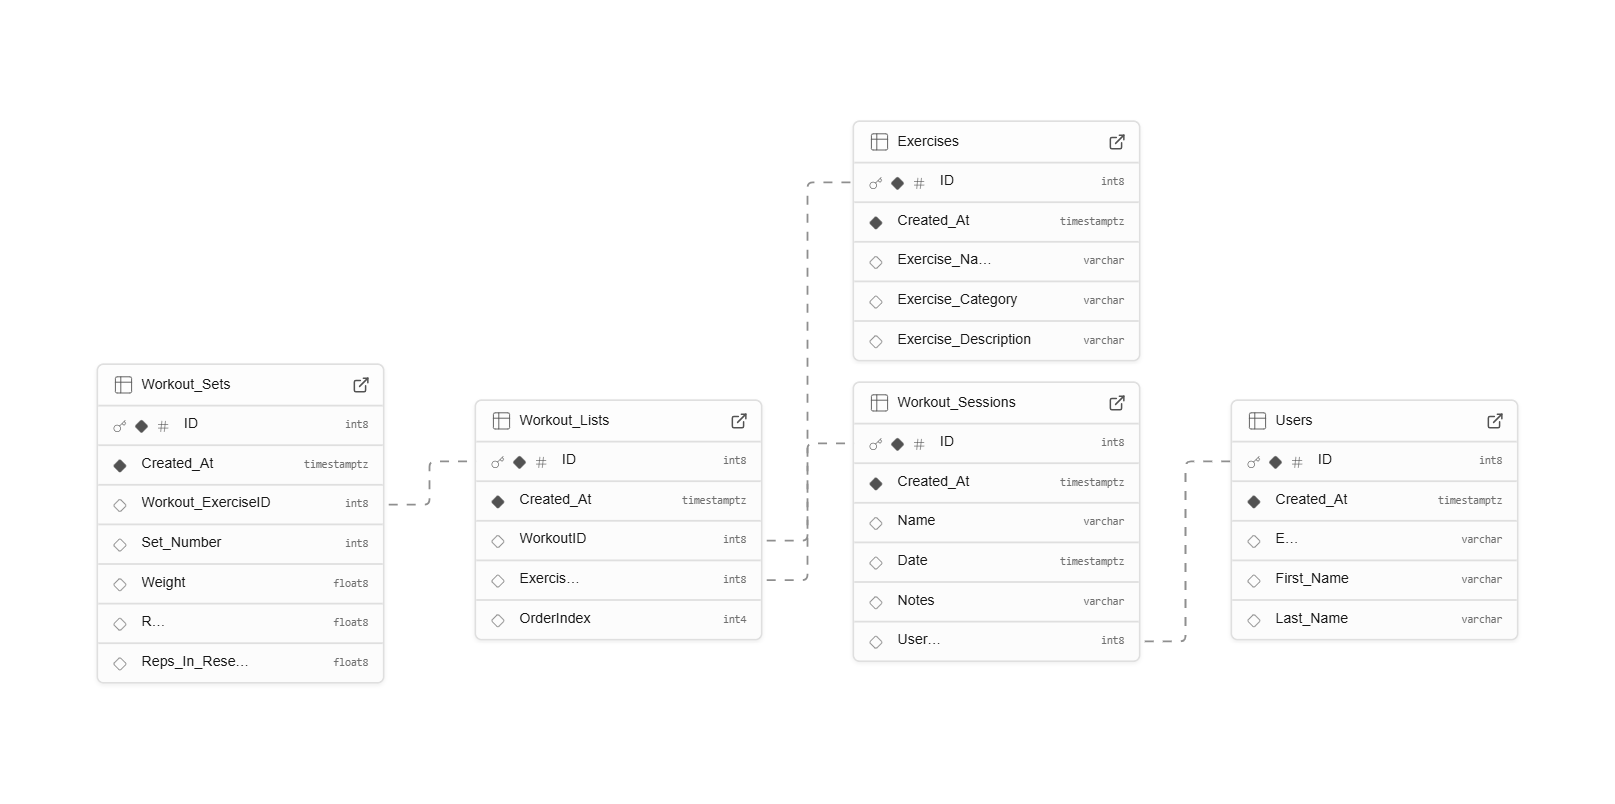 Exercises
ID int8
Created_At timestamptz
Exercise_Na… varchar
Exercise_Category varchar
Exercise_Description varchar
Workout_Sets
ID int8
Created_At timestamptz
Workout_ExerciseID int8
Set_Number int8
Weight float8
R… float8
Reps_In_Rese… float8
Workout_Lists
ID int8
Created_At timestamptz
WorkoutID int8
Exercis… int8
OrderIndex int4
Workout_Sessions
ID int8
Created_At timestamptz
Name varchar
Date timestamptz
Notes varchar
User… int8
Users
ID int8
Created_At timestamptz
E… varchar
First_Name varchar
Last_Name varchar